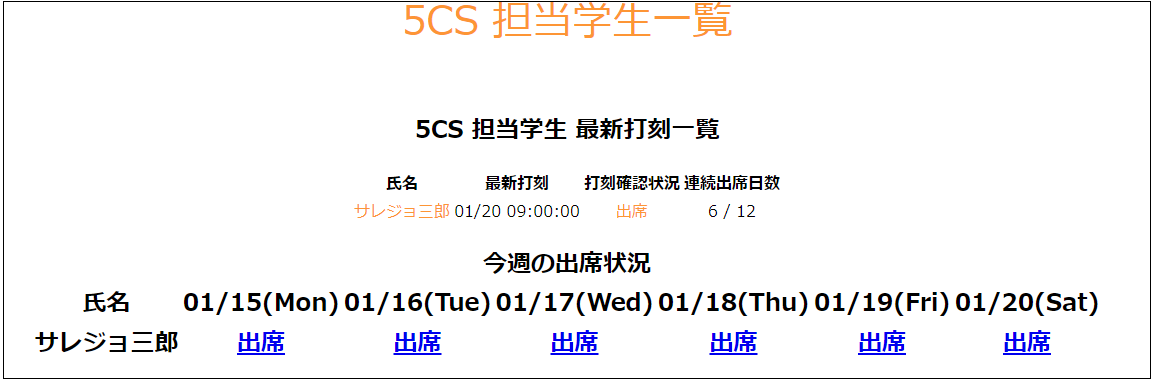 5CS 担当学生一覧
5CS 担当学生 最新打刻一覧
氏名 最新打刻 打刻確認状況 連続出席日数
サレジョ三郎 01/20 09:00:00 出席 6 / 12
今週の出席状況
氏名 01/15(Mon) 01/16(Tue) 01/17(Wed) 01/18(Thu) 01/19(Fri) 01/20(Sat)
サレジョ三郎 出席 出席 出席 出席 出席 出席